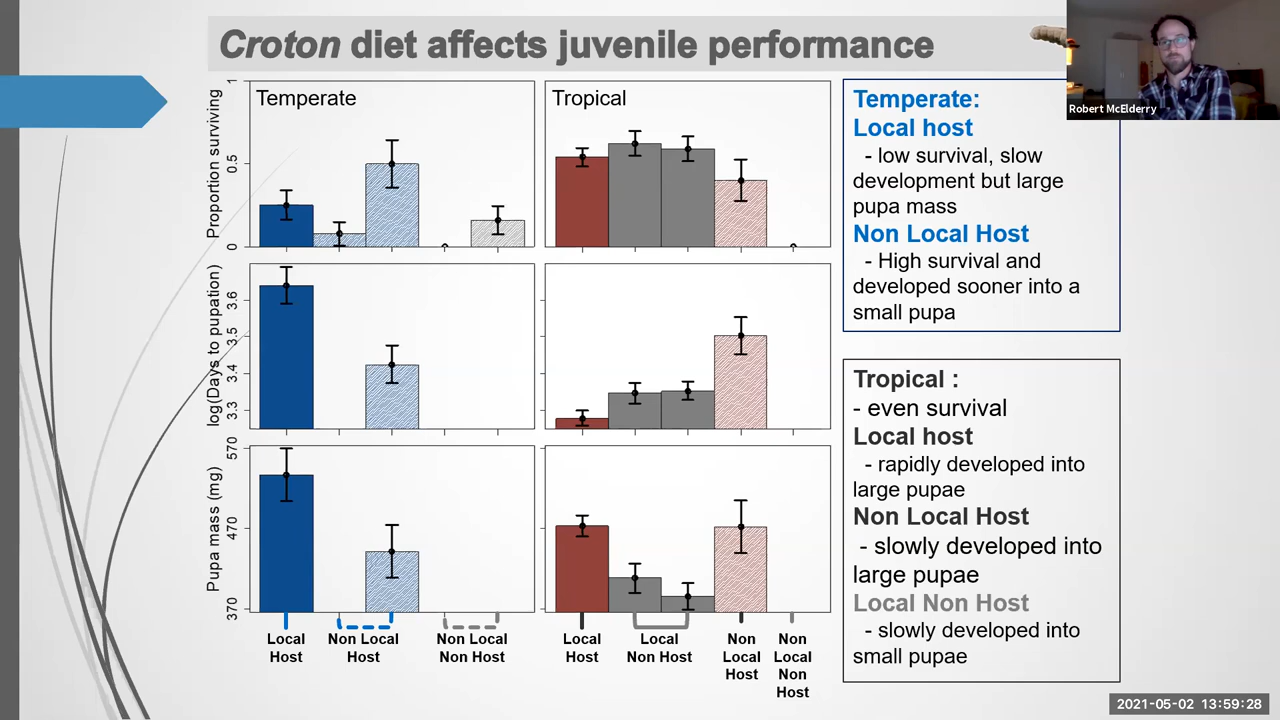 Croton diet affects juvenile performance
Robert McElderry
Temperate
Tropical
Proportion surviving
1
0.5
0
log(Days to pupation)
3.6
3.5
3.4
3.3
Pupa mass (mg)
570
470
370
Local
Host
Non Local
Host
Non Local
Non Host
Local
Host
Local
Non Host
Non
Local
Host
Non
Local
Non
Host
Temperate:
Local host
- low survival, slow
development but large
pupa mass
Non Local Host
- High survival and
developed sooner into a
small pupa
Tropical :
- even survival
Local host
- rapidly developed into
large pupae
Non Local Host
- slowly developed into
large pupae
Local Non Host
- slowly developed into
small pupae
2021-05-02 13:59:28